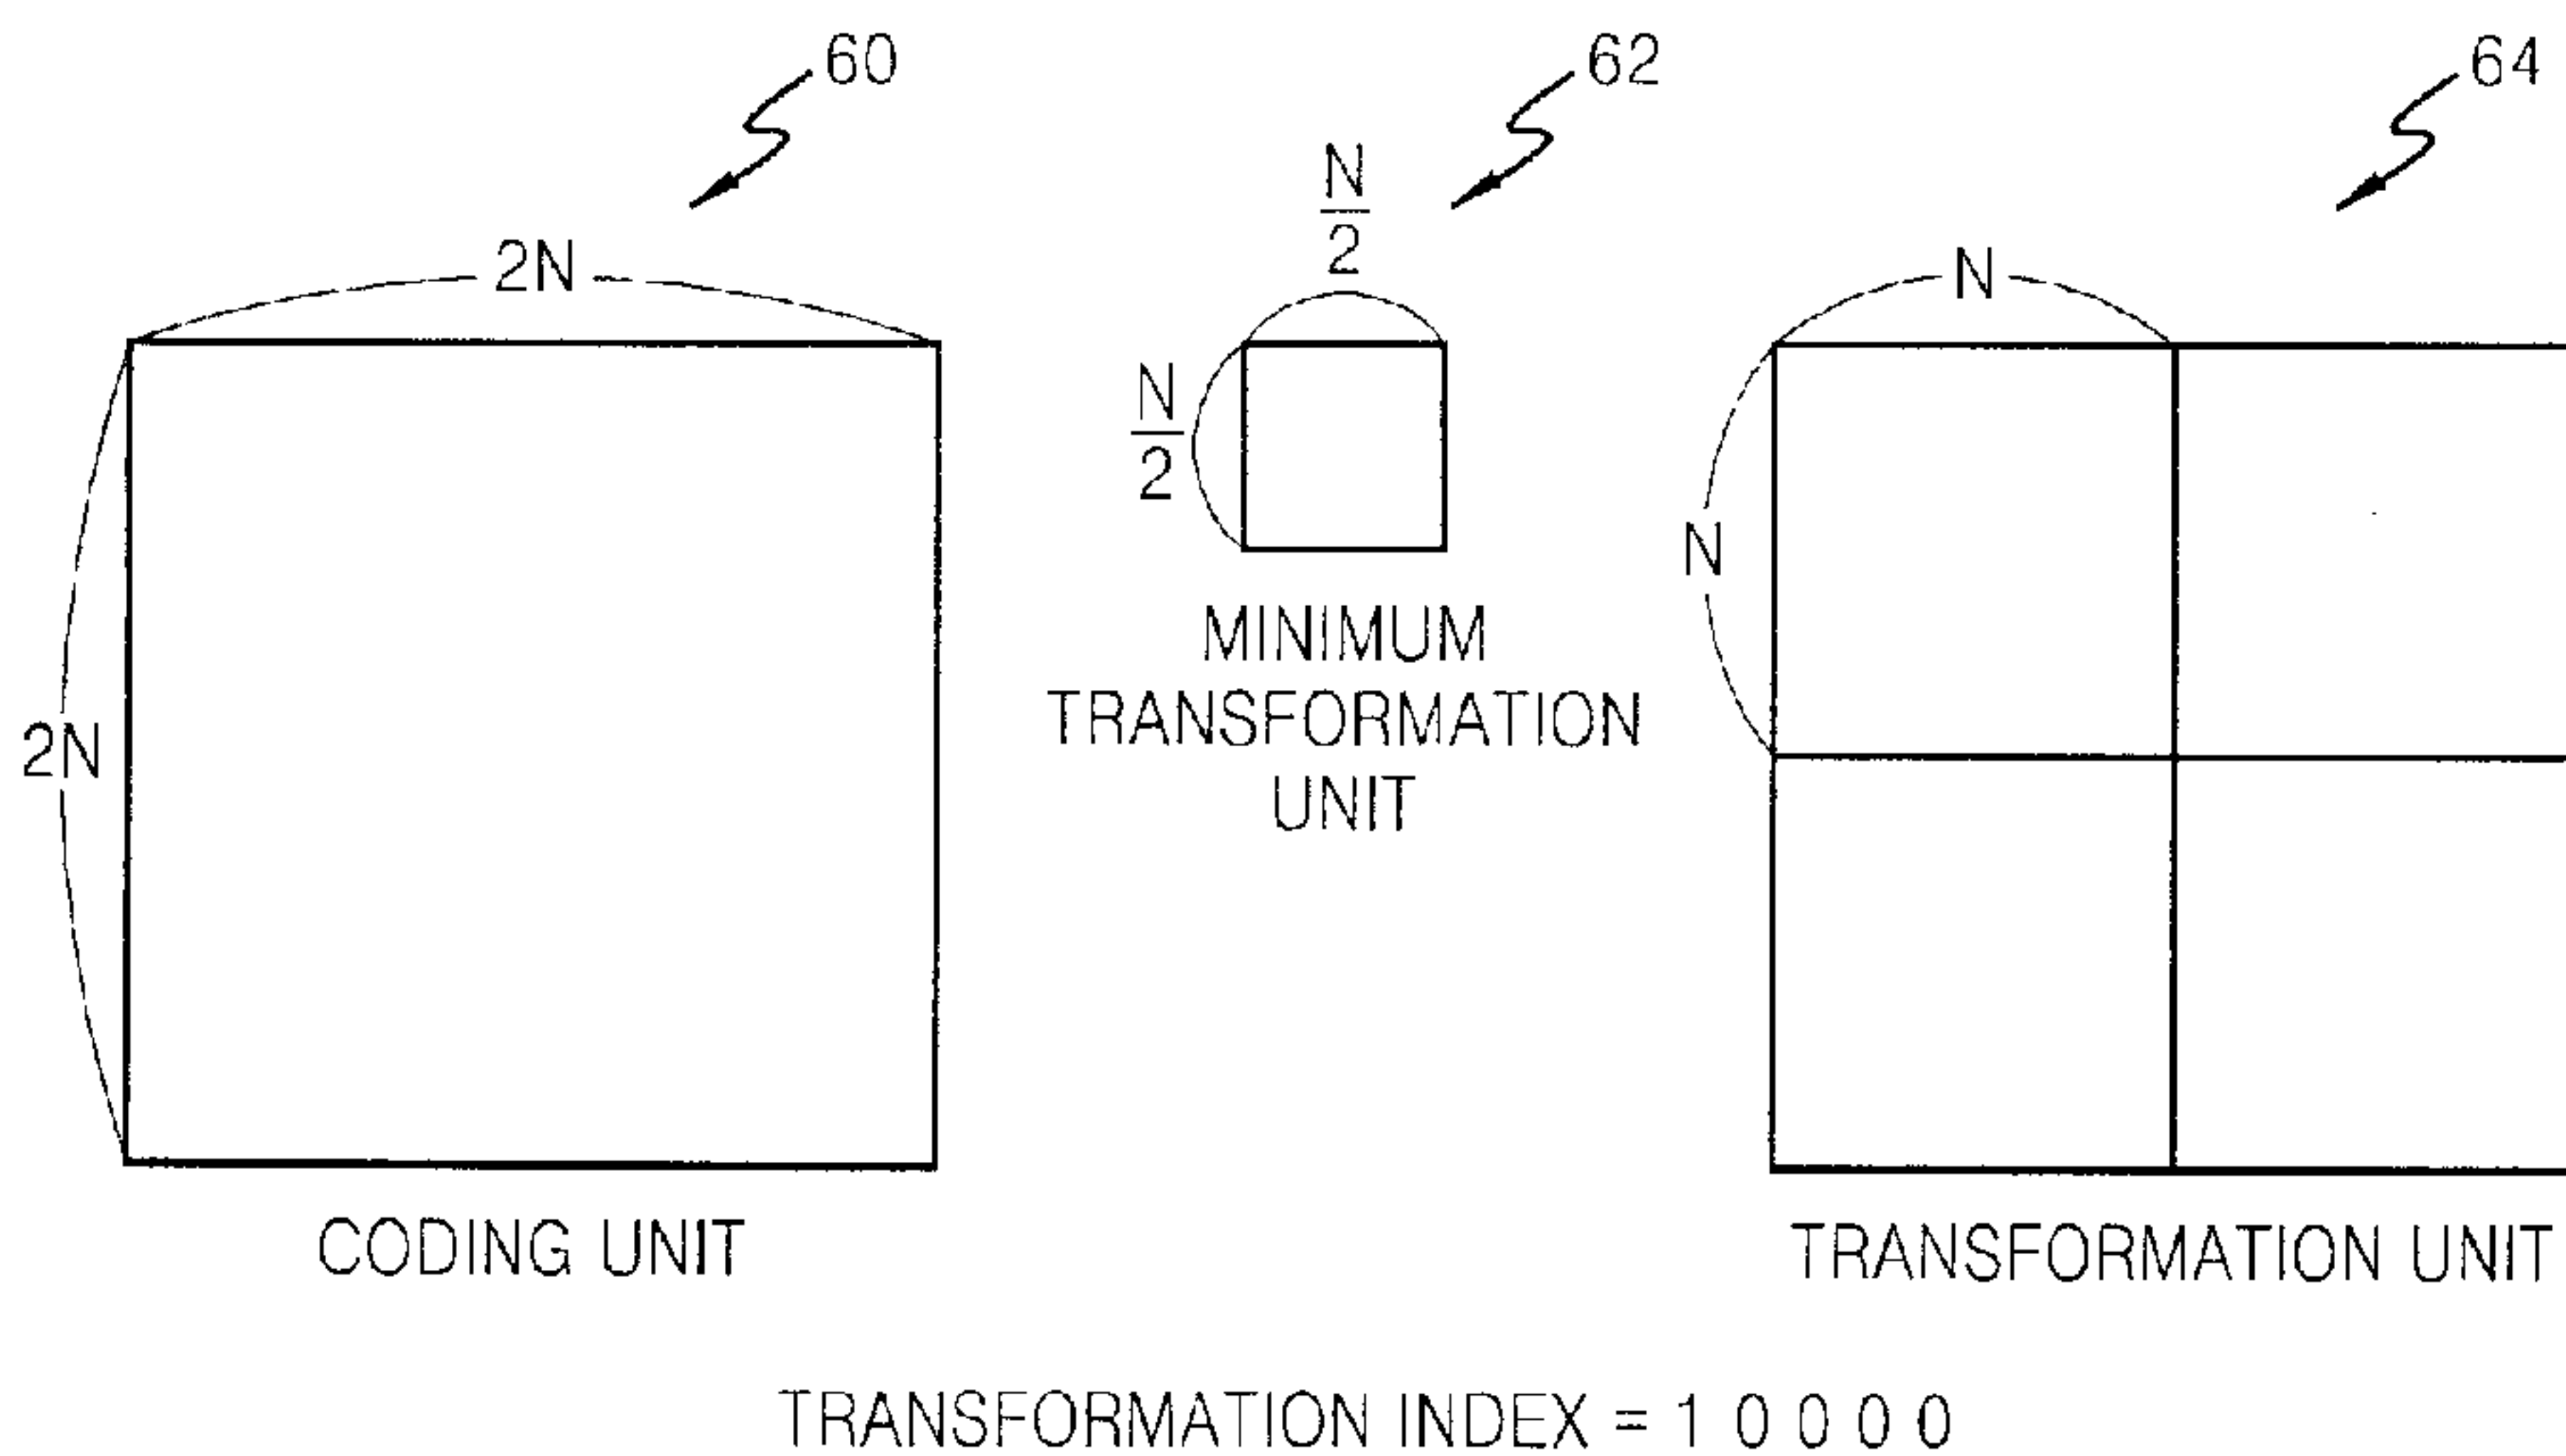 60
62
64
2N
N
2
N
2N
N
2
N
MINIMUM
TRANSFORMATION
UNIT
CODING UNIT
TRANSFORMATION UNIT
TRANSFORMATION INDEX = 1 0 0 0 0